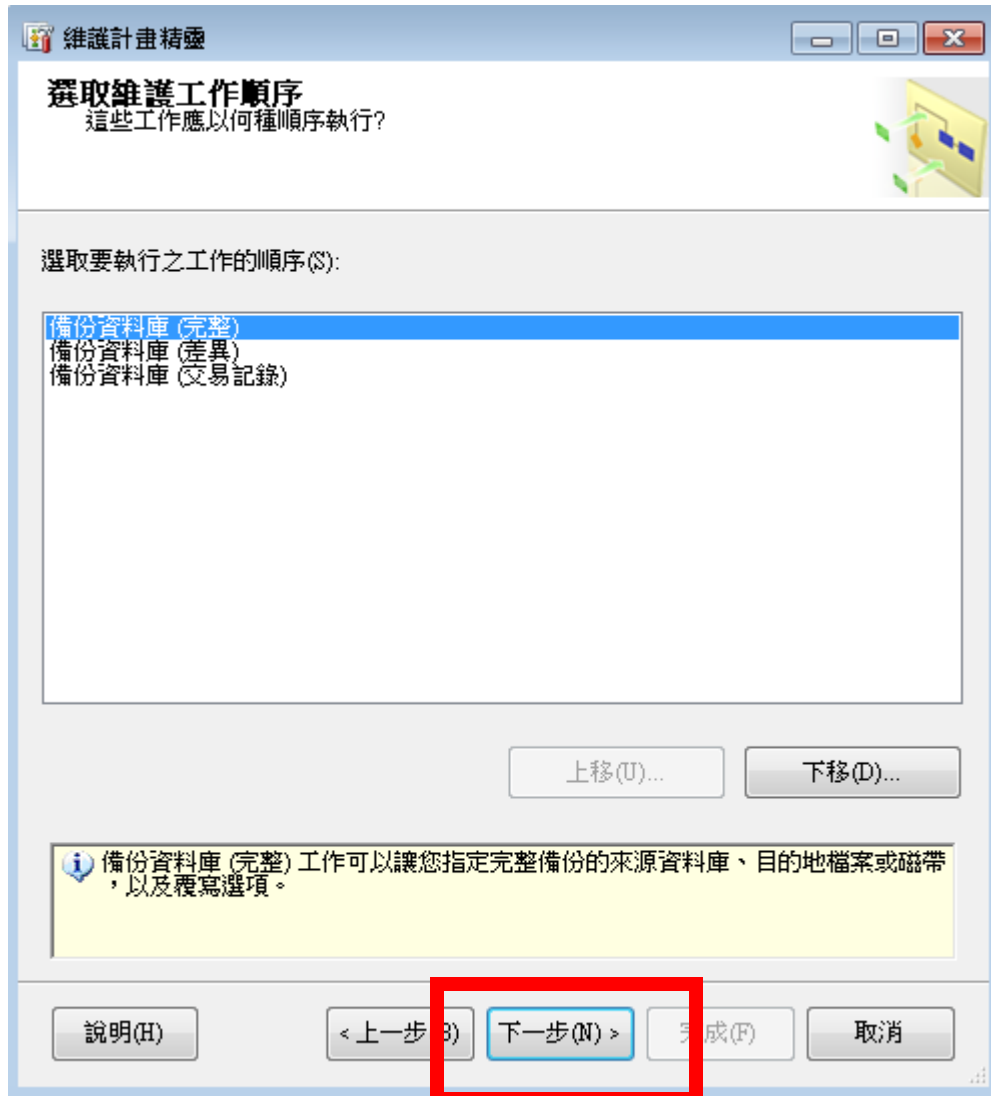 維護計畫精靈
選取維護工作順序
這些工作應以何種順序執行?
選取要執行之工作的順序(S):
備份資料庫 (完整)
備份資料庫 (差異)
備份資料庫 (交易記錄)
上移(U)...
下移(D)...
備份資料庫 (完整) 工作可以讓您指定完整備份的來源資料庫、目的地檔案或磁帶
,以及覆寫選項。
說明(H)
< 上一步 B)
下一步(N) >
成(F)
取消